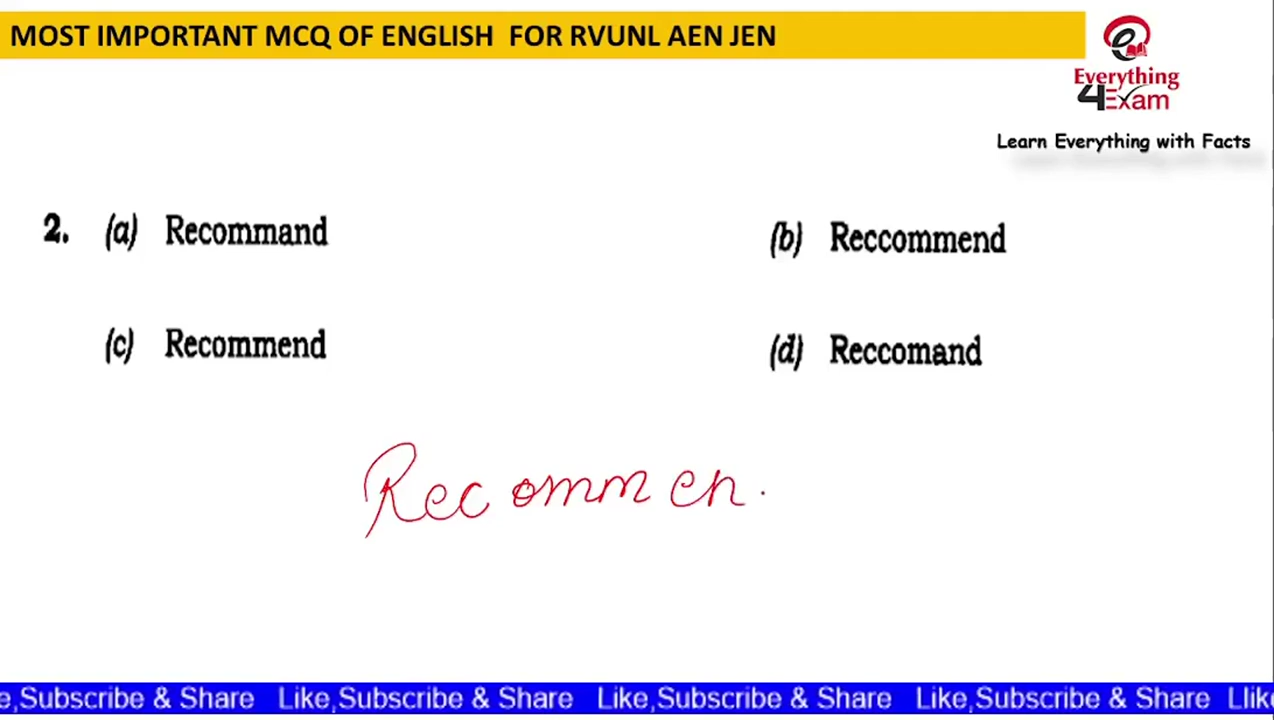 MOST IMPORTANT MCQ OF ENGLISH FOR RVUNL AEN JEN
e
Everything
4Exam
Learn Everything with Facts
2. (a) Recommand (b) Reccommend
(c) Recommend (d) Reccomand
Recommen.
e,Subscribe & Share Like,Subscribe & Share Like,Subscribe & Share Like,Subscribe & Share Llik